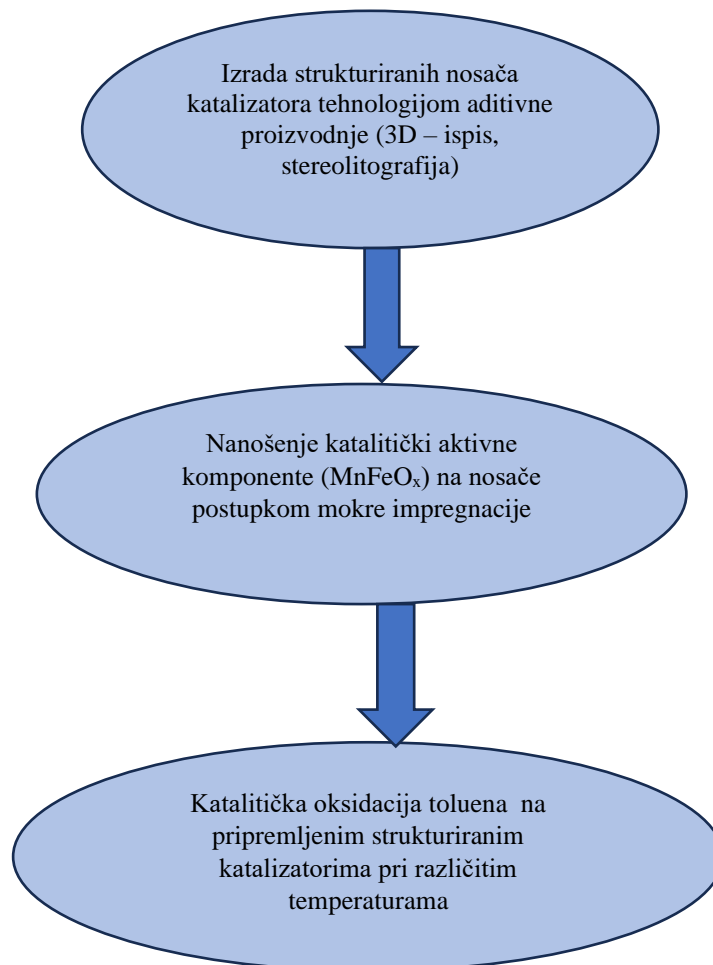 Izrada strukturiranih nosača
katalizatora tehnologijom aditivne
proizvodnje (3D – ispis,
stereolitografija)
Nanošenje katalitički aktivne
komponente (MnFeOₓ) na nosače
postupkom mokre impregnacije
Katalitička oksidacija toluena na
pripremljenim strukturiranim
katalizatorima pri različitim
temperaturama